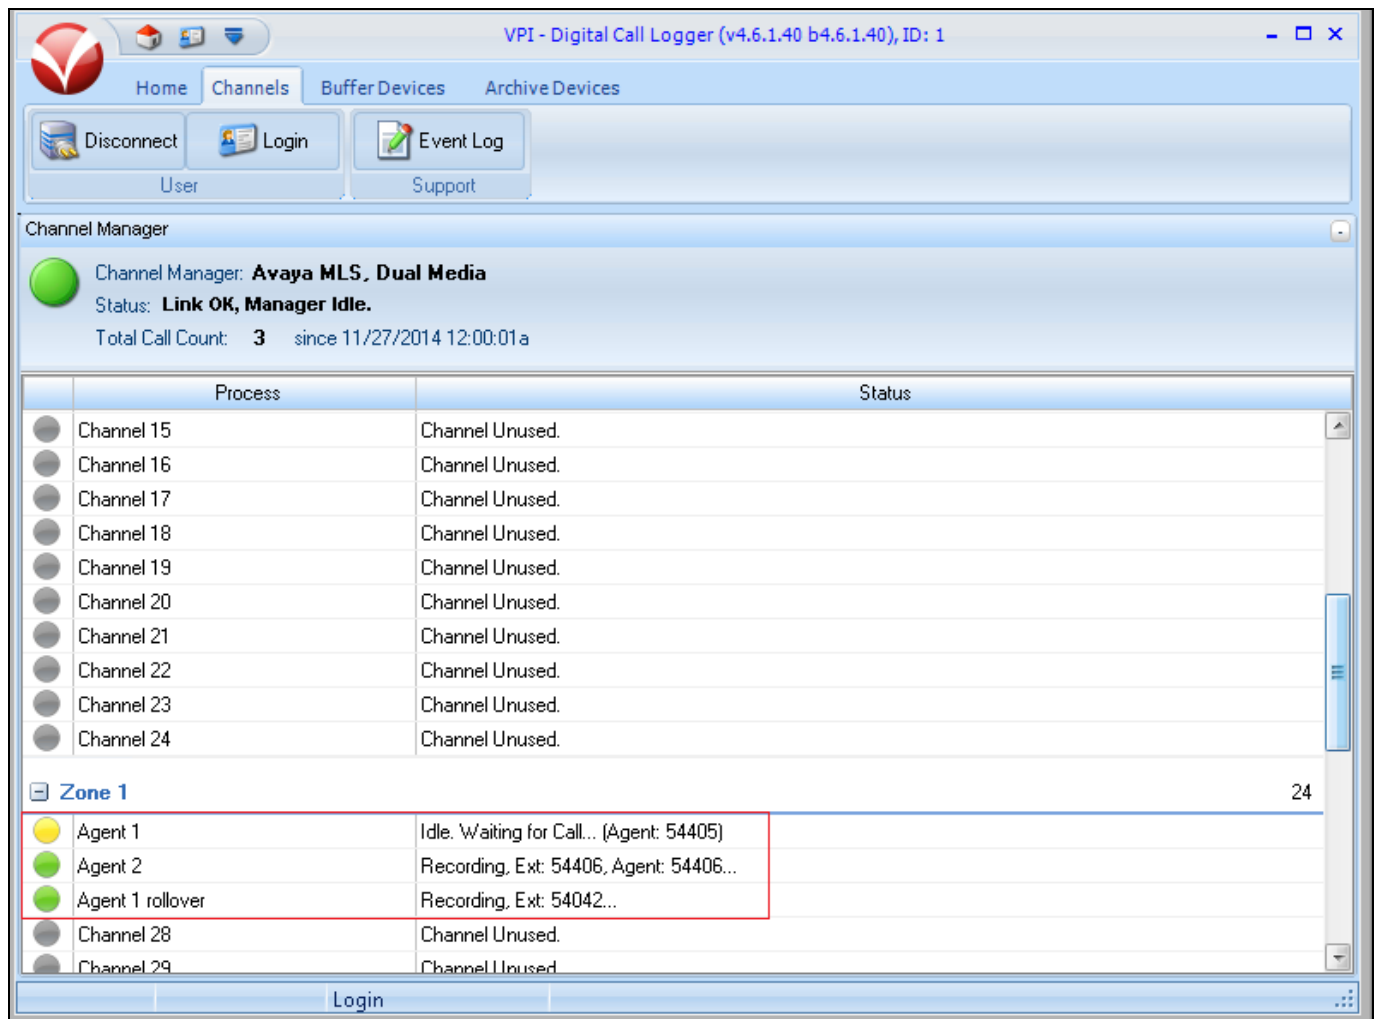 VPI - Digital Call Logger (v4.6.1.40 b4.6.1.40), ID: 1
Home Channels Buffer Devices Archive Devices
Disconnect Login Event Log
User Support
Channel Manager
Channel Manager: Avaya MLS, Dual Media
Status: Link OK, Manager Idle.
Total Call Count: 3 since 11/27/2014 12:00:01a
Process Status
Channel 15 Channel Unused.
Channel 16 Channel Unused.
Channel 17 Channel Unused.
Channel 18 Channel Unused.
Channel 19 Channel Unused.
Channel 20 Channel Unused.
Channel 21 Channel Unused.
Channel 22 Channel Unused.
Channel 23 Channel Unused.
Channel 24 Channel Unused.
Zone 1 24
Agent 1 Idle. Waiting for Call... (Agent: 54405)
Agent 2 Recording, Ext: 54406, Agent: 54406...
Agent 1 rollover Recording, Ext: 54042...
Channel 28 Channel Unused.
Channel 29 Channel Unused.
Login